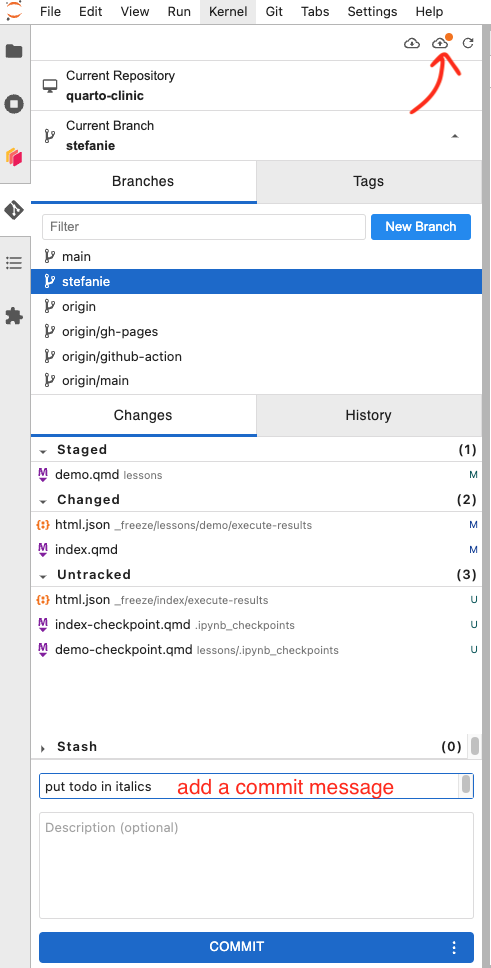 File Edit View Run Kernel Git Tabs Settings Help
Current Repository
quarto-clinic
Current Branch
stefanie
Branches Tags
Filter New Branch
main
stefanie
origin
origin/gh-pages
origin/github-action
origin/main
Changes History
Staged (1)
demo.qmd lessons M
Changed (2)
html.json _freeze/lessons/demo/execute-results M
index.qmd M
Untracked (3)
html.json _freeze/index/execute-results U
index-checkpoint.qmd .ipynb_checkpoints U
demo-checkpoint.qmd lessons/.ipynb_checkpoints U
Stash (0)
put todo in italics add a commit message
Description (optional)
COMMIT